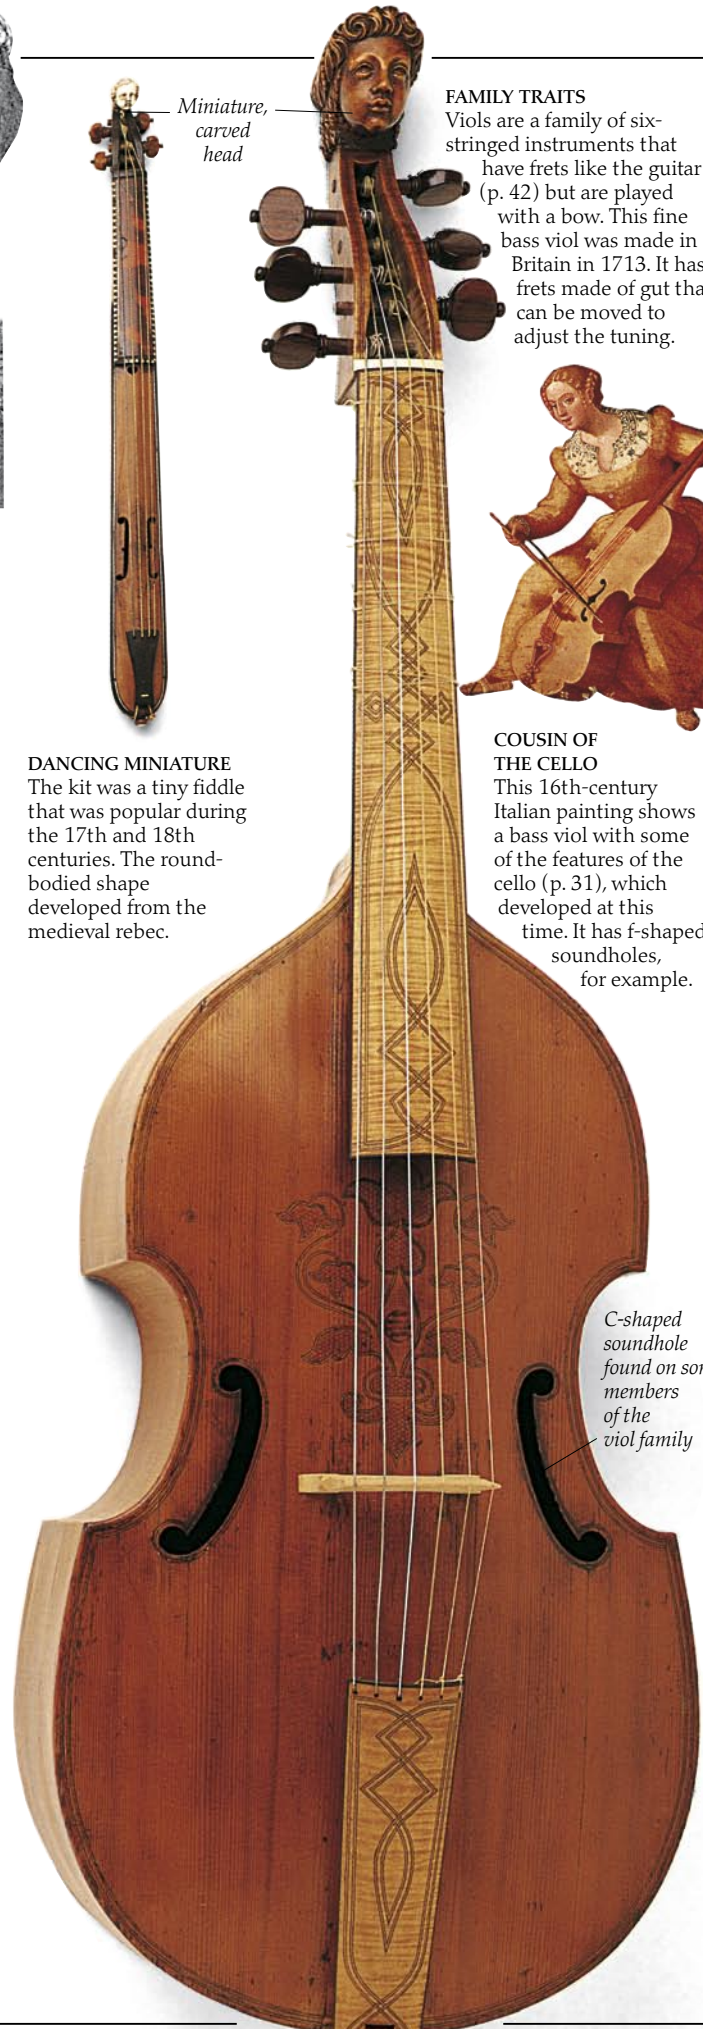 Miniature,
carved
head
FAMILY TRAITS
Viols are a family of six-
stringed instruments that
have frets like the guitar
(p. 42) but are played
with a bow. This fine
bass viol was made in
Britain in 1713. It has
frets made of gut tha
can be moved to
adjust the tuning.
DANCING MINIATURE
The kit was a tiny fiddle
that was popular during
the 17th and 18th
centuries. The round-
bodied shape
developed from the
medieval rebec.
COUSIN OF
THE CELLO
This 16th-century
Italian painting shows
a bass viol with some
of the features of the
cello (p. 31), which
developed at this
time. It has f-shaped
soundholes,
for example.
C-shaped
soundhole
found on som
members
of the
viol family